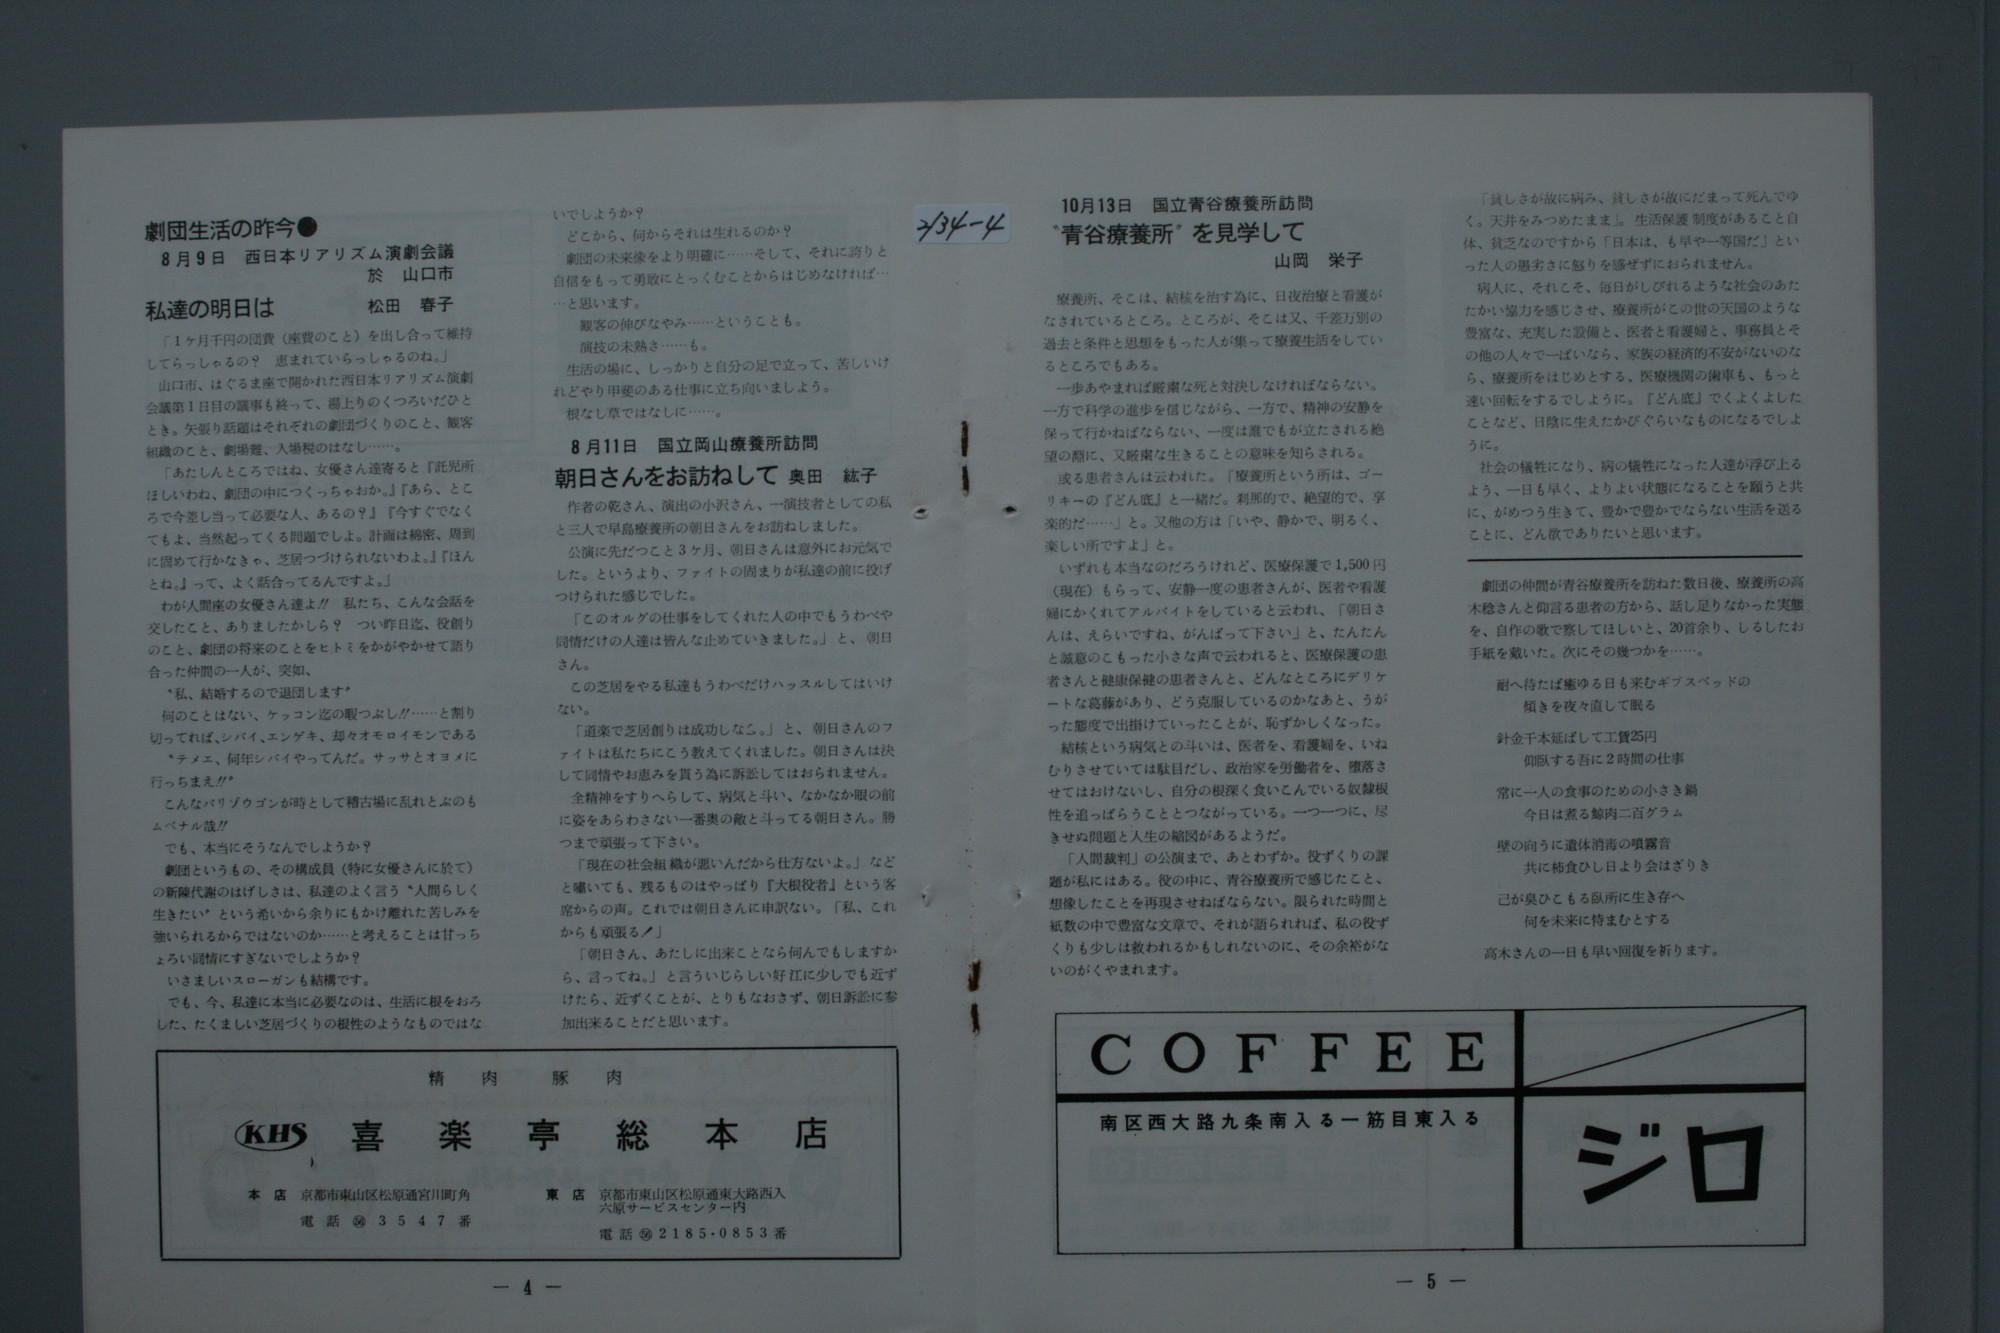 劇団生活の昨今●
8月9日　西日本リアリズム演劇会議
於　山口市
私達の明日は　松田　春子
「1ヶ月千円の団費（座費のこと）を出し合って維持
してらっしゃるの？　恵まれていらっしゃるのね。」
山口市、はぐるま座で開かれた西日本リアリズム演劇
会議第1日目の議事も終って、湯上りのくつろいだひと
とき。矢張り話題はそれぞれの劇団づくりのこと、観客
組織のこと、劇場難、入場税のはなし……。
「あたしんところではね、女優さん達寄ると『託児所
ほしいわね、劇団の中につくっちゃおか。』『あら、とこ
ろで今差し当って必要な人、あるの？』『今すぐでなく
てもよ、当然起ってくる問題でしよ。計画は綿密、周到
に固めて行かなきゃ、芝居つづけられないわよ。』『ほん
とね。』って、よく話合ってるんですよ。」
わが人間座の女優さん達よ!!　私たち、こんな会話を
交したこと、ありましたかしら？　つい昨日迄、役創り
のこと、劇団の将来のことをヒトミをかがやかせて語り
合った仲間の一人が、突如、
〝私、結婚するので退団します〞
何のことはない、ケッコン迄の暇つぶし!!……と割り
切ってれば、シバイ、エンゲキ、却々オモロイモンである
〝テメエ、何年シバイやってんだ。サッサとオヨメに
行っちまえ!!〞
こんなバリゾウゴンが時として稽古場に乱れとぶのも
ムベナル哉!!
でも、本当にそうなんでしようか？
劇団というもの、その構成員（特に女優さんに於て）
の新陳代謝のはげしさは、私達のよく言う〝人間らしく
生きたい〞という希いから余りにもかけ離れた苦しみを
強いられるからではないのか……と考えることは甘っち
ょろい同情にすぎないでしようか？
いさましいスローガンも結構です。
でも、今、私達に本当に必要なのは、生活に根をおろ
した、たくましい芝居づくりの根性のようなものではな
いでしようか？
どこから、何からそれは生れるのか？
劇団の未来像をより明確に……そして、それに誇りと
自信をもって勇敢にとっくむことからはじめなければ…
…と思います。
観客の伸びなやみ……ということも。
演技の未熟さ……も。
生活の場に、しっかりと自分の足で立って、苦しいけ
れどやり甲斐のある仕事に立ち向いましよう。
根なし草ではなしに……。
8月11日　国立岡山療養所訪問
朝日さんをお訪ねして　奥田　紘子
作者の乾さん、演出の小沢さん、一演技者としての私
と三人で早島療養所の朝日さんをお訪ねしました。
公演に先だつこと3ヶ月、朝日さんは意外にお元気で
した。というより、ファイトの固まりが私達の前に投げ
つけられた感じでした。
「このオルグの仕事をしてくれた人の中でもうわべや
同情だけの人達は皆んな止めていきました。」と、朝日
さん。
この芝居をやる私達もうわべだけハッスルしてはいけ
ない。
「道楽で芝居創りは成功しな。」と、朝日さんのフ
ァイトは私たちにこう教えてくれました。朝日さんは決
して同情やお恵みを貰う為に訴訟してはおられません。
全精神をすりへらして、病気と斗い、なかなか眼の前
に姿をあらわさない一番奥の敵と斗ってる朝日さん。勝
つまで頑張って下さい。
「現在の社会組織が悪いんだから仕方ないよ。」など
と嘯いても、残るものはやっぱり『大根役者』という客
席からの声。これでは朝日さんに申訳ない。「私、これ
からも頑張る！」
「朝日さん、あたしに出来ことなら何んでもしますか
ら、言ってね。」と言ういじらしい好江に少しでも近ず
けたら、近ずくことが、とりもなおさず、朝日訴訟に参
加出来ることだと思います。
精肉　豚肉
KHS　喜楽亭総本店
本店　京都市東山区松原通宮川町角
電話 56 3547番
東店　京都市東山区松原通東大路西入
六原サービスセンター内
電話 56 2185・0853番
— 4 —
2134-4
10月13日　国立青谷療養所訪問
〝青谷療養所〞を見学して
山岡　栄子
療養所、そこは、結核を治す為に、日夜治療と看護が
なされているところ。ところが、そこは又、千差万別の
過去と条件と思想をもった人が集って療養生活をしてい
るところでもある。
一歩あやまれば厳粛な死と対決しなければならない。
一方で科学の進歩を信じながら、一方で、精神の安静を
保って行かねばならない、一度は誰でもが立たされる絶
望の淵に、又厳粛な生きることの意味を知らされる。
或る患者さんは云われた。「療養所という所は、ゴー
リキーの『どん底』と一緒だ。刹那的で、絶望的で、享
楽的だ……」と。又他の方は「いや、静かで、明るく、
楽しい所ですよ」と。
いずれも本当なのだろうけれど、医療保護で1,500円
（現在）もらって、安静一度の患者さんが、医者や看護
婦にかくれてアルバイトをしていると云われ、「朝日さ
んは、えらいですね、がんばって下さい」と、たんたん
と誠意のこもった小さな声で云われると、医療保護の患
者さんと健康保健の患者さんと、どんなところにデリケ
ートな葛藤があり、どう克服しているのかなあと、うが
った態度で出掛けていったことが、恥ずかしくなった。
結核という病気との斗いは、医者を、看護婦を、いね
むりさせていては駄目だし、政治家を労働者を、堕落さ
せてはおけないし、自分の根深く食いこんでいる奴隷根
性を追っぱらうこととつながっている。一つ一つに、尽
きせぬ問題と人生の縮図があるようだ。
「人間裁判」の公演まで、あとわずか。役ずくりの課
題が私にはある。役の中に、青谷療養所で感じたこと、
想像したことを再現させねばならない。限られた時間と
紙数の中で豊富な文章で、それが語られれば、私の役ず
くりも少しは救われるかもしれないのに、その余裕がな
いのがくやまれます。
「貧しさが故に病み、貧しさが故にだまって死んでゆ
く。天井をみつめたまま』。生活保護制度があること自
体、貧乏なのですから「日本は、も早や一等国だ」とい
った人の愚劣さに怒りを感ぜずにおられません。
病人に、それこそ、毎日がしびれるような社会のあた
たかい協力を感じさせ、療養所がこの世の天国のような
豊富な、充実した設備と、医者と看護婦と、事務員とそ
の他の人々で一ぱいなら、家族の経済的不安がないのな
ら、療養所をはじめとする、医療機関の歯車も、もっと
速い回転をするでしように。『どん底』でくよくよした
ことなど、日陰に生えたかびぐらいなものになるでしよ
うに。
社会の犠牲になり、病の犠牲になった人達が浮び上る
よう、一日も早く、よりよい状態になることを願うと共
に、がめつう生きて、豊かで豊かでならない生活を送る
ことに、どん欲でありたいと思います。
劇団の仲間が青谷療養所を訪ねた数日後、療養所の高
木稔さんと仰言る患者の方から、話し足りなかった実態
を、自作の歌で察してほしいと、20首余り、しるしたお
手紙を戴いた。次にその幾つかを……。
耐へ待たば癒ゆる日も来むギプスベッドの
傾きを夜々直して眠る
針金千本延ばして工賃25円
仰臥する吾に2時間の仕事
常に一人の食事のための小さき鍋
今日は煮る鯨肉二百グラム
壁の向うに遺体消毒の噴霧音
共に柿食ひし日より会はざりき
己が臭ひこもる臥所に生き存へ
何を未来に恃まむとする
高木さんの一日も早い回復を祈ります。
COFFEE
南区西大路九条南入る一筋目東入る
ジロ
— 5 —